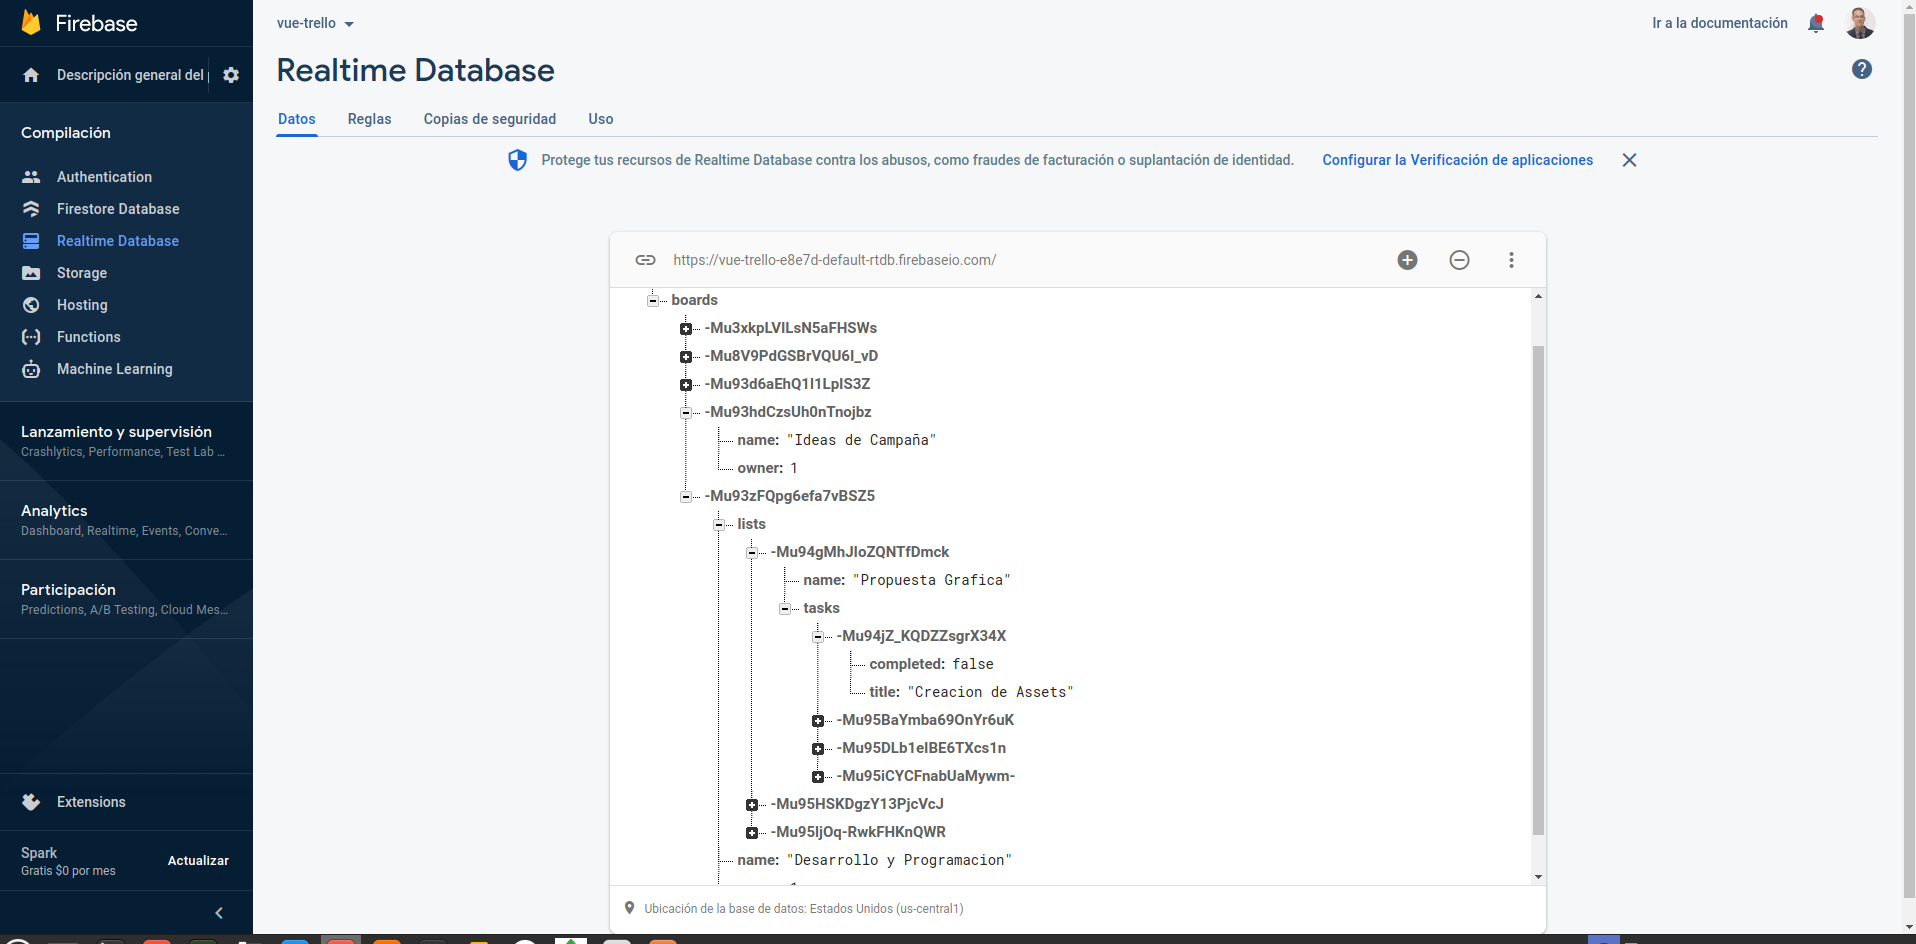 Firebase
vue-trello
Ir a la documentación
Descripción general del
Realtime Database
Datos
Reglas
Copias de seguridad
Uso
Protege tus recursos de Realtime Database contra los abusos, como fraudes de facturación o suplantación de identidad.
Configurar la Verificación de aplicaciones
Compilación
Authentication
Firestore Database
Realtime Database
Storage
Hosting
Functions
Machine Learning
Lanzamiento y supervisión
Crashlytics, Performance, Test Lab ...
Analytics
Dashboard, Realtime, Events, Conve...
Participación
Predictions, A/B Testing, Cloud Mes...
Extensions
Spark
Gratis $0 por mes
Actualizar
https://vue-trello-e8e7d-default-rtdb.firebaseio.com/
boards
-Mu3xkpLVILsN5aFHSWs
-Mu8V9PdGSBrVQU6I_vD
-Mu93d6aEhQ1I1LpIS3Z
-Mu93hdCzsUh0nTnojbz
name: "Ideas de Campaña"
owner: 1
-Mu93zFQpg6efa7vBSZ5
lists
-Mu94gMhJIoZQNTfDmck
name: "Propuesta Grafica"
tasks
-Mu94jZ_KQDZZsgrX34X
completed: false
title: "Creacion de Assets"
-Mu95BaYmba69OnYr6uK
-Mu95DLb1eIBE6TXcs1n
-Mu95iCYCFnabUaMywm-
-Mu95HSKDgzY13PjcVcJ
-Mu95IjOq-RwkFHKnQWR
name: "Desarrollo y Programacion"
Ubicación de la base de datos: Estados Unidos (us-central1)